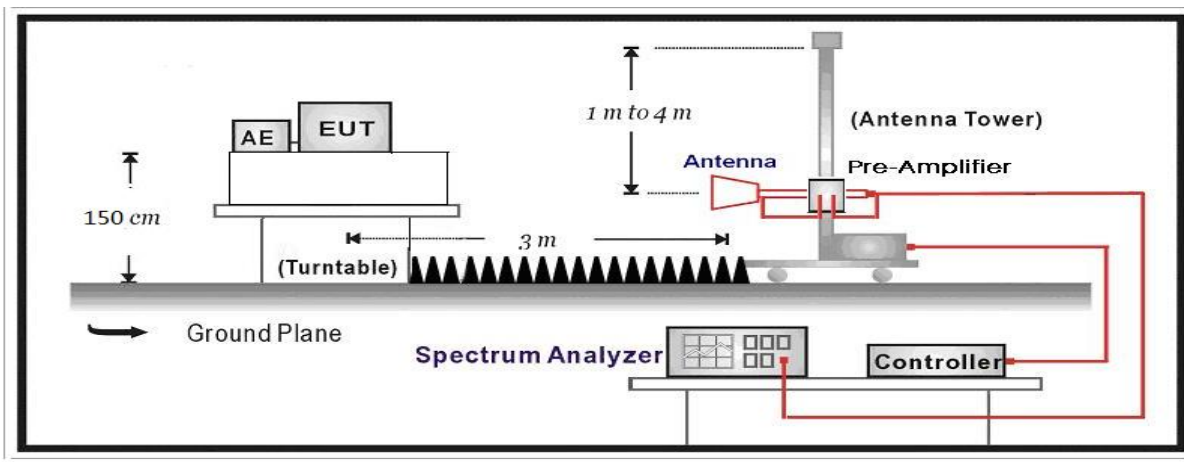 1 m to 4 m
(Antenna Tower)
AE
EUT
Antenna
Pre-Amplifier
150 cm
3 m
(Turntable)
Ground Plane
Spectrum Analyzer
Controller